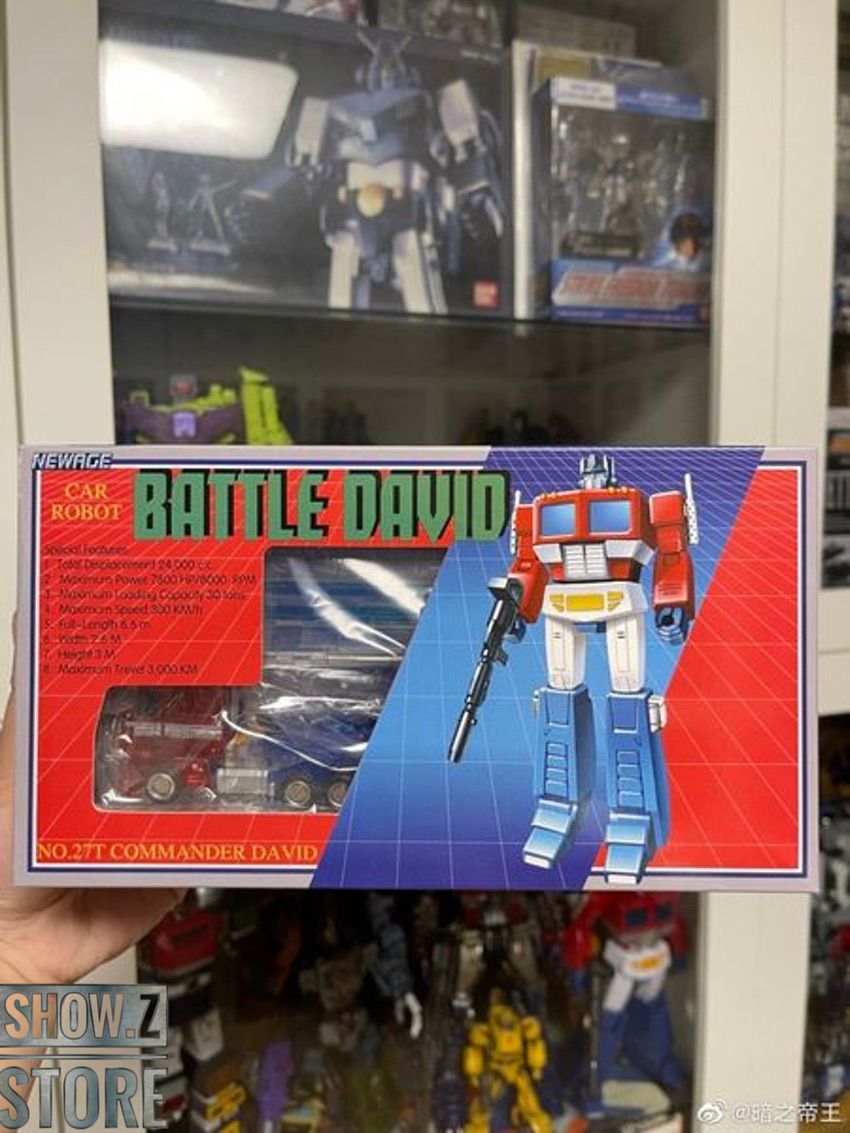 NEWAGE
CAR
ROBOT
BATTLE DAVID
Special Features:
1. Total Displacement 24,000 c.c.
2. Maximum Power 7800 HP/8000 RPM
3. Maximum Loading Capacity 30 tons
4. Maximum Speed 300 KM/h
5. Full-Length 6.6 m
6. Width 2.6 M
7. Height 3 M
8. Maximum Travel 3,000 KM
NO.27T COMMANDER DAVID
SHOW.Z
STORE
@暗之帝王